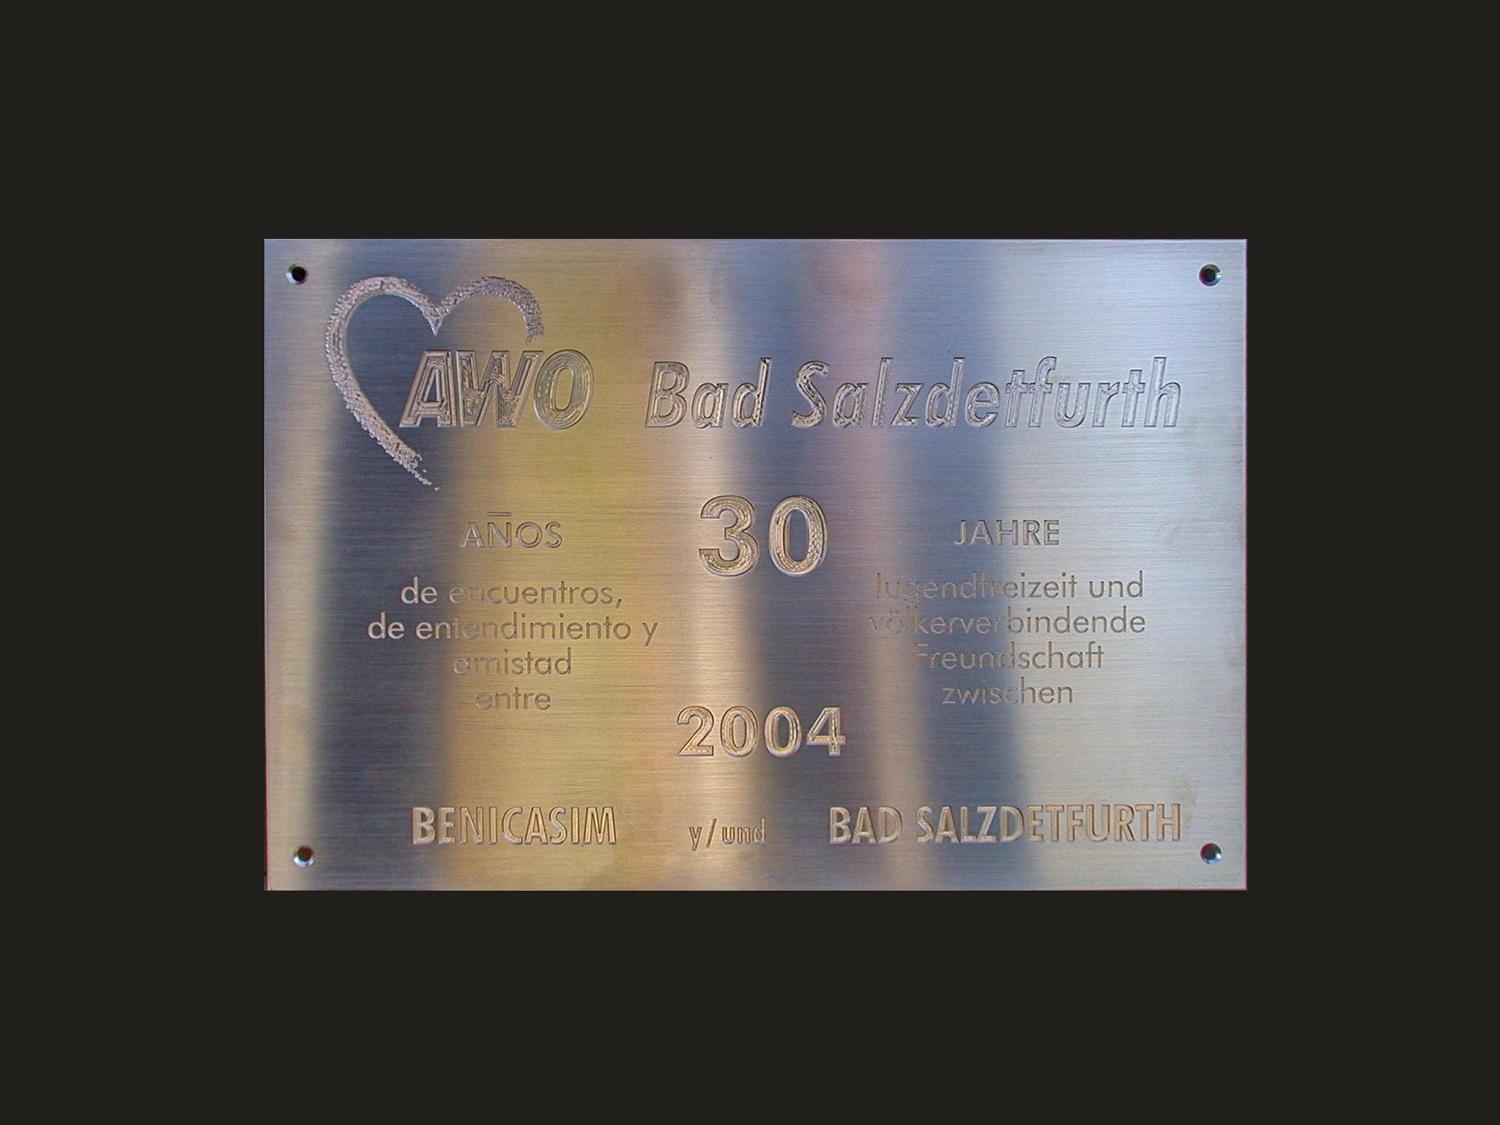 AWO Bad Salzdetfurth
30
AÑOS
de encuentros,
de entendimiento y
amistad
entre
JAHRE
Jugendfreizeit und
völkerverbindende
Freundschaft
zwischen
2004
BENICASIM y/und BAD SALZDETFURTH